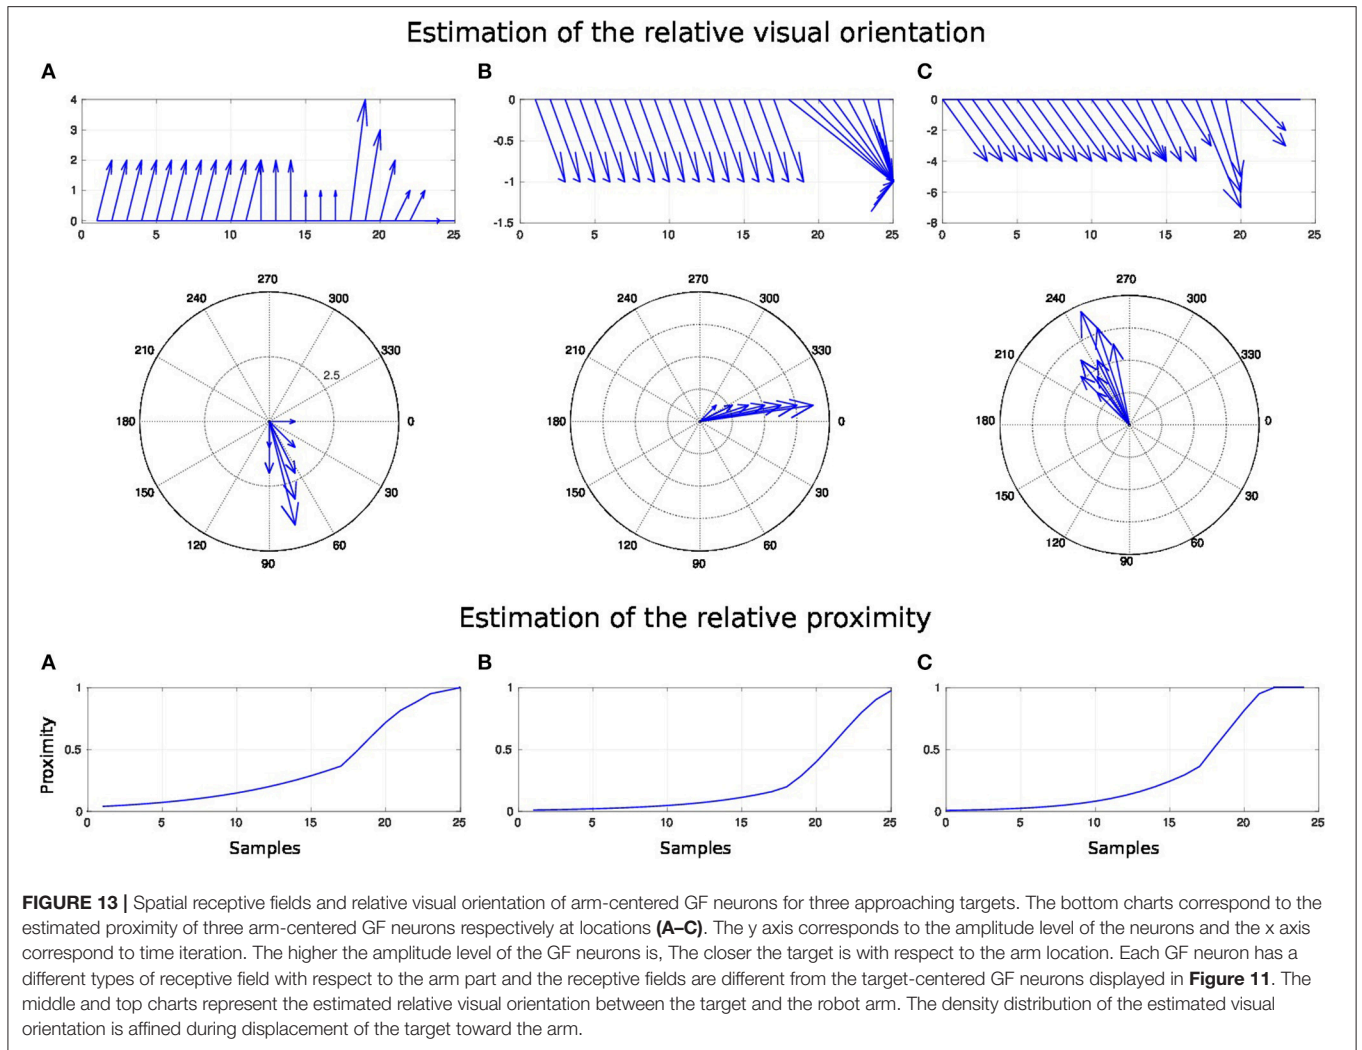 Estimation of the relative visual orientation
A B C
4
3
2
1
0
0 5 10 15 20 25
0
-0.5
-1
-1.5
0 5 10 15 20 25
0
-2
-4
-6
-8
0 5 10 15 20 25
270
240 300
210 330
2.5
180 0
150 30
120 60
90
270
240 300
210 330
180 0
150 30
120 60
90
270
240 300
210 330
180 0
150 30
120 60
90
Estimation of the relative proximity
A B C
Proximity
1
0.5
0
0 5 10 15 20 25
Samples
1
0.5
0
0 5 10 15 20 25
Samples
1
0.5
0
0 5 10 15 20 25
Samples
FIGURE 13 | Spatial receptive fields and relative visual orientation of arm-centered GF neurons for three approaching targets. The bottom charts correspond to the
estimated proximity of three arm-centered GF neurons respectively at locations (A–C). The y axis corresponds to the amplitude level of the neurons and the x axis
correspond to time iteration. The higher the amplitude level of the GF neurons is, The closer the target is with respect to the arm location. Each GF neuron has a
different types of receptive field with respect to the arm part and the receptive fields are different from the target-centered GF neurons displayed in Figure 11. The
middle and top charts represent the estimated relative visual orientation between the target and the robot arm. The density distribution of the estimated visual
orientation is affined during displacement of the target toward the arm.